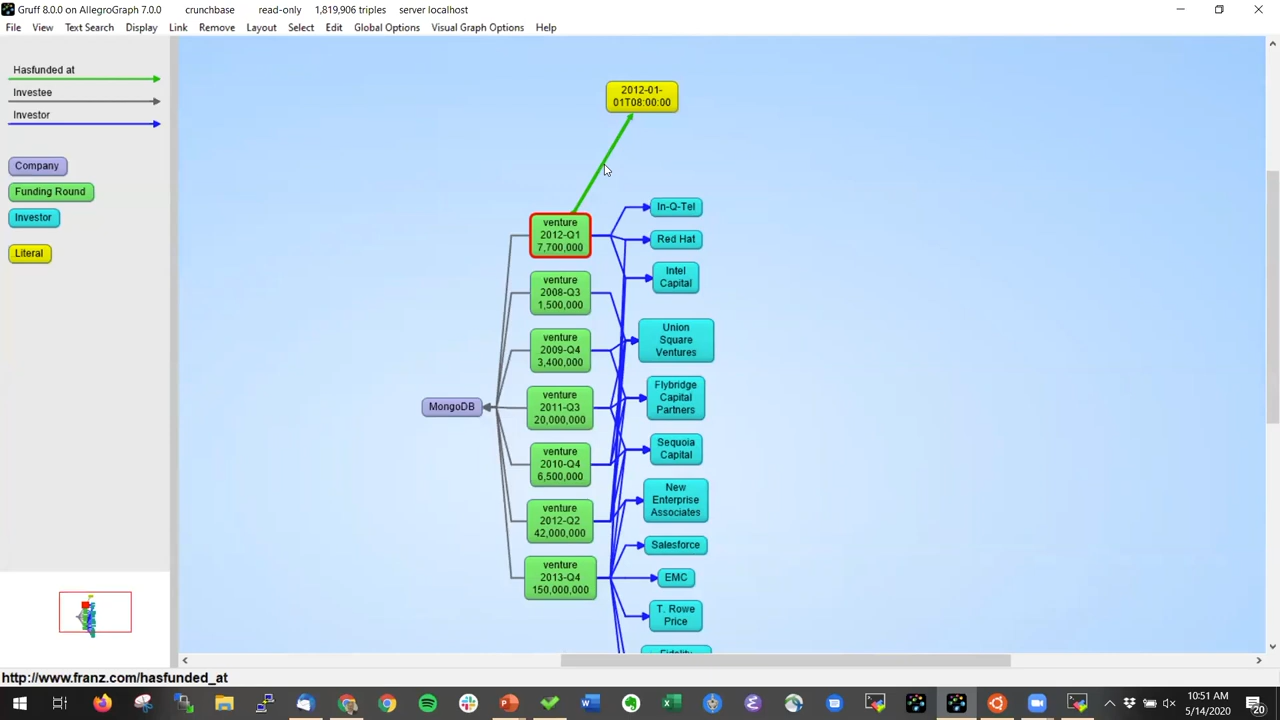 Gruff 8.0.0 on AllegroGraph 7.0.0 crunchbase read-only 1,819,906 triples server localhost
File View Text Search Display Link Remove Layout Select Edit Global Options Visual Graph Options Help
Hasfunded at
Investee
Investor
Company
Funding Round
Investor
Literal
2012-01-
01T08:00:00
venture
2012-Q1
7,700,000
venture
2008-Q3
1,500,000
venture
2009-Q4
3,400,000
MongoDB
venture
2011-Q3
20,000,000
venture
2010-Q4
6,500,000
venture
2012-Q2
42,000,000
venture
2013-Q4
150,000,000
In-Q-Tel
Red Hat
Intel
Capital
Union
Square
Ventures
Flybridge
Capital
Partners
Sequoia
Capital
New
Enterprise
Associates
Salesforce
EMC
T. Rowe
Price
Fidelity
http://www.franz.com/hasfunded_at
10:51 AM
5/14/2020
20